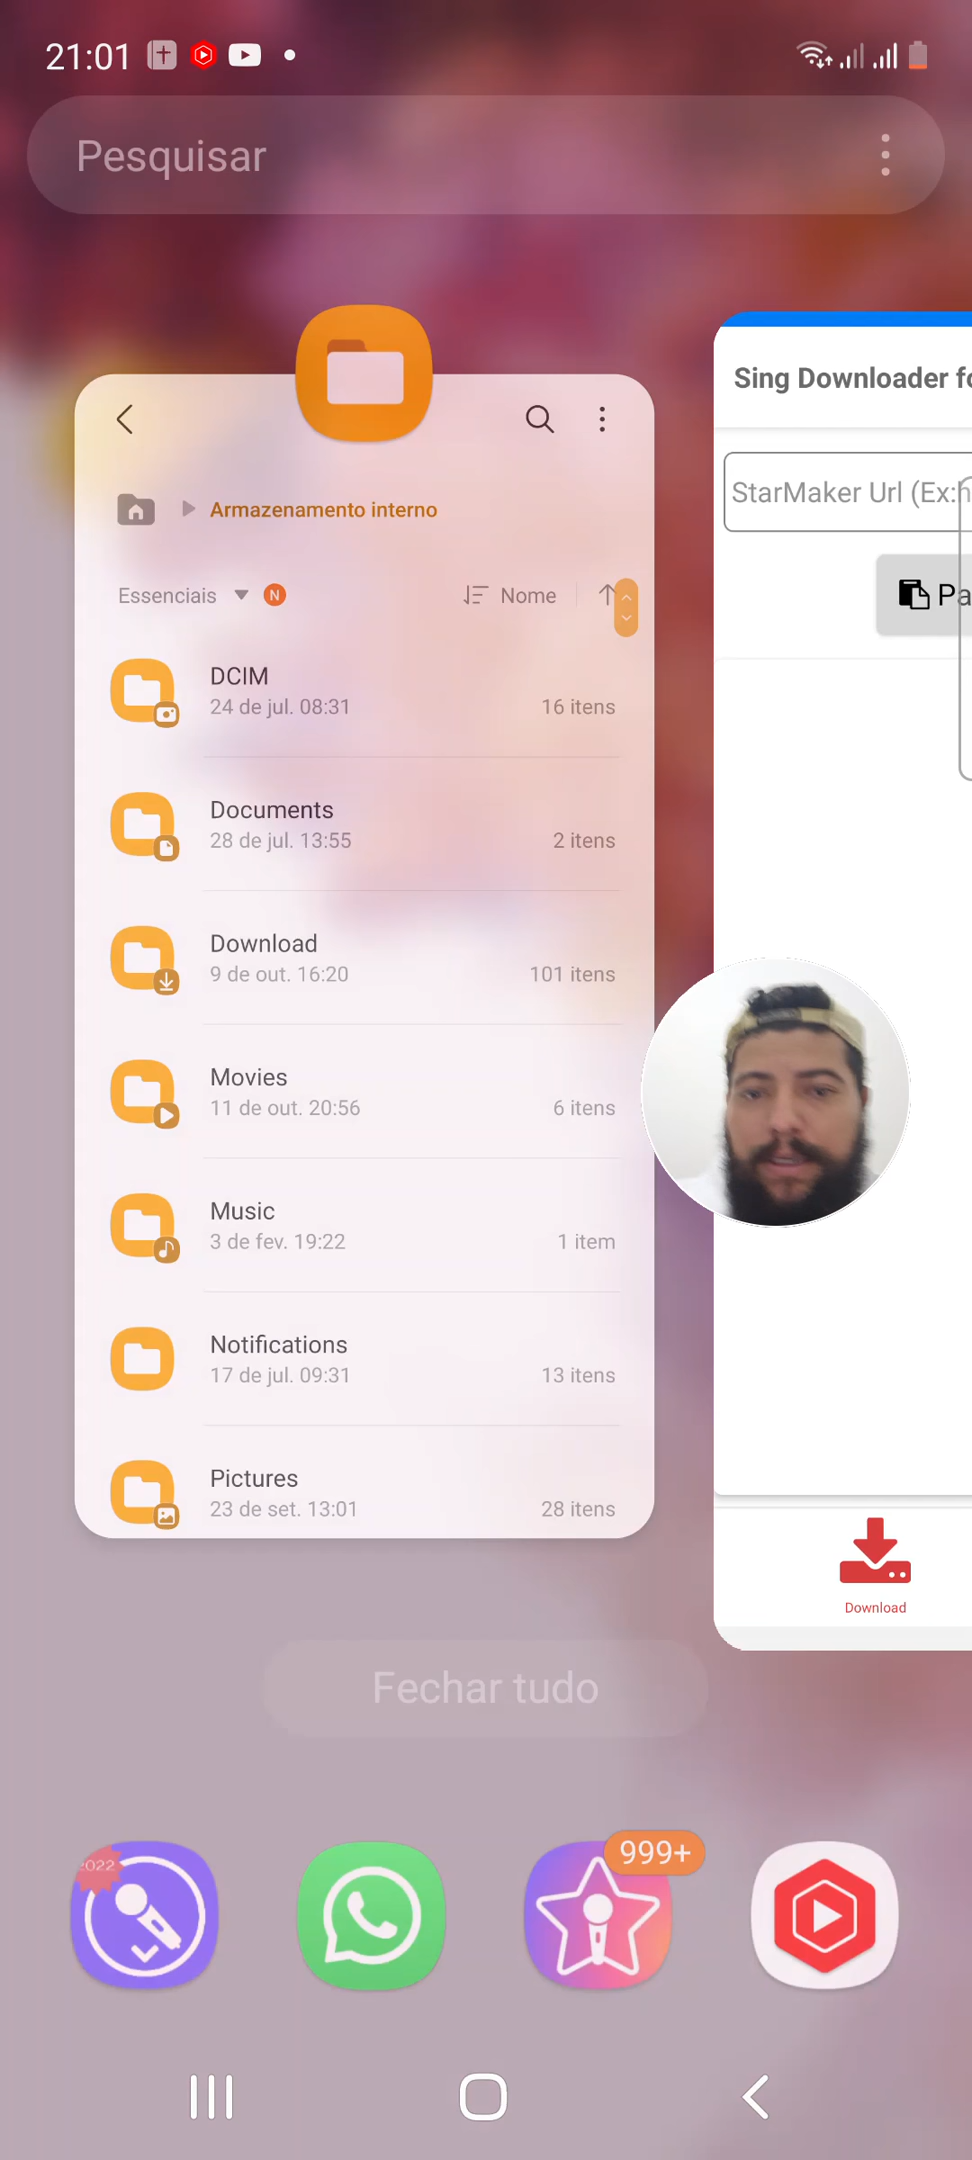 21:01
Pesquisar
Armazenamento interno
Essenciais
N
Nome
DCIM
24 de jul. 08:31
16 itens
Documents
28 de jul. 13:55
2 itens
Download
9 de out. 16:20
101 itens
Movies
11 de out. 20:56
6 itens
Music
3 de fev. 19:22
1 item
Notifications
17 de jul. 09:31
13 itens
Pictures
23 de set. 13:01
28 itens
Sing Downloader fo
StarMaker Url (Ex:h
Pa
Download
Fechar tudo
2022
999+